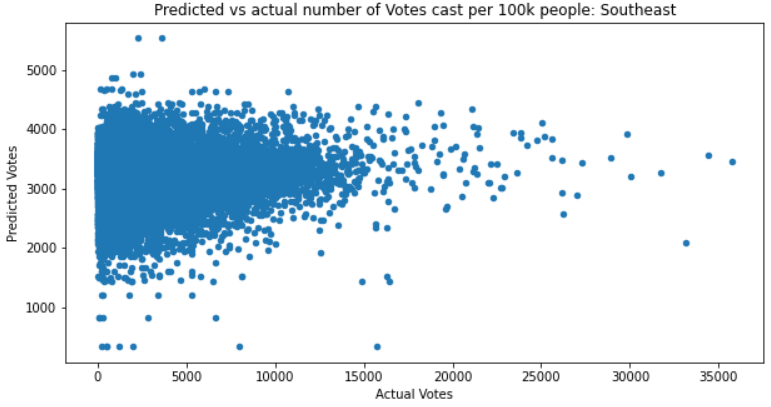 Predicted vs actual number of Votes cast per 100k people: Southeast
5000
4000
3000
2000
1000
Predicted Votes
0 5000 10000 15000 20000 25000 30000 35000
Actual Votes